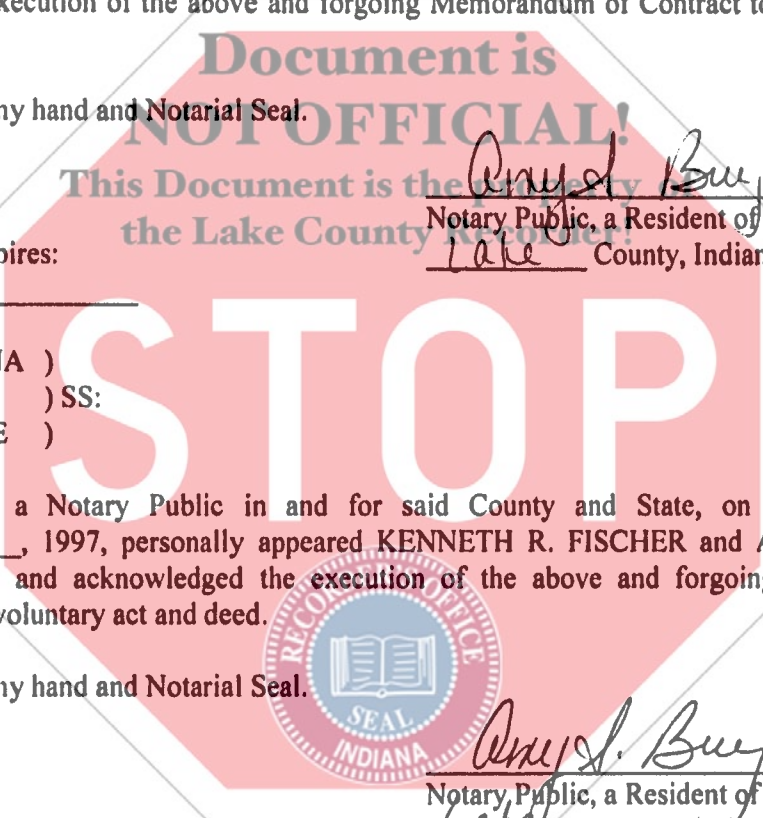 xecution of the above and forgoing Memorandum of Contract to
Document is
ny hand and Notarial Seal.
NOT OFFICIAL!
This Document is the property of
Amy S.
the Lake County Recorder!
Notary Public, a Resident of
pires:
Lake County, Indian
STOP
NA )
) SS:
E )
a Notary Public in and for said County and State, on
, 1997, personally appeared KENNETH R. FISCHER and A
and acknowledged the execution of the above and forgoing
voluntary act and deed.
RECORDER'S OFFICE
ny hand and Notarial Seal.
SEAL
INDIANA
Amy S.
Notary Public, a Resident of